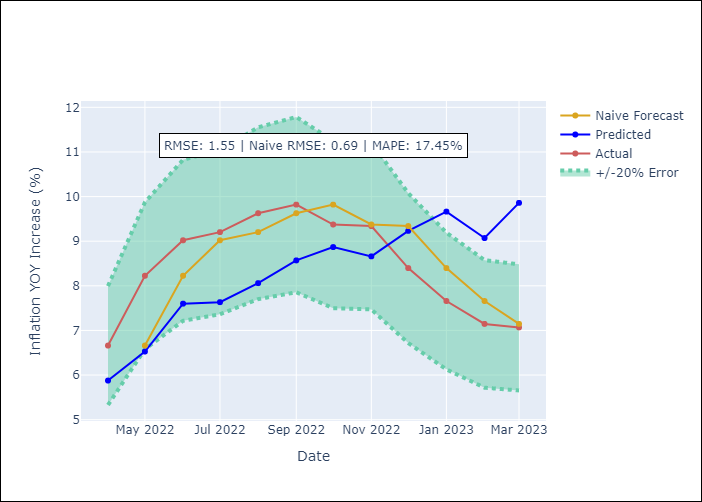 RMSE: 1.55 | Naive RMSE: 0.69 | MAPE: 17.45%
Naive Forecast
Predicted
Actual
+/-20% Error
Inflation YOY Increase (%)
12
11
10
9
8
7
6
5
May 2022
Jul 2022
Sep 2022
Nov 2022
Jan 2023
Mar 2023
Date